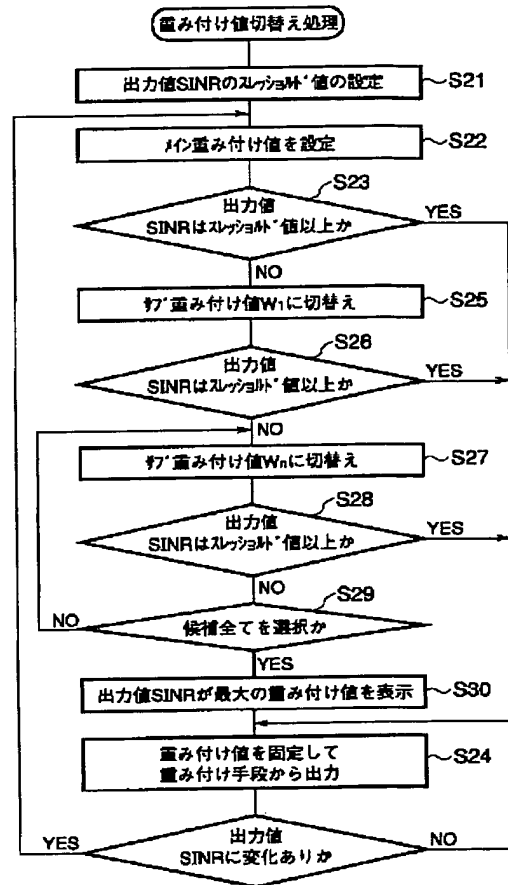 重み付け値切替え処理
出力値SINRのスレッショルド値の設定
S21
メイン重み付け値を設定
S22
S23
出力値
SINRはスレッショルド値以上か
YES
NO
サブ重み付け値W1に切替え
S25
S26
出力値
SINRはスレッショルド値以上か
YES
NO
サブ重み付け値Wnに切替え
S27
S28
出力値
SINRはスレッショルド値以上か
YES
NO
S29
候補全てを選択か
NO
YES
出力値SINRが最大の重み付け値を表示
S30
重み付け値を固定して
重み付け手段から出力
S24
出力値
SINRに変化ありか
YES
NO